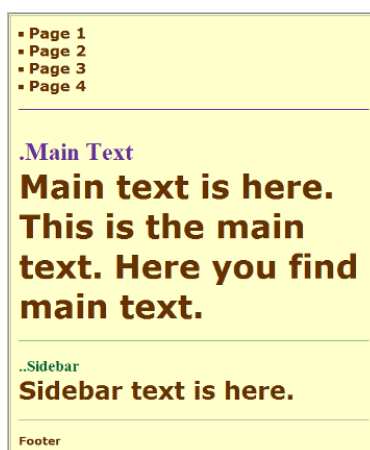 ▪ Page 1
▪ Page 2
▪ Page 3
▪ Page 4
.Main Text
Main text is here.
This is the main
text. Here you find
main text.
..Sidebar
Sidebar text is here.
Footer